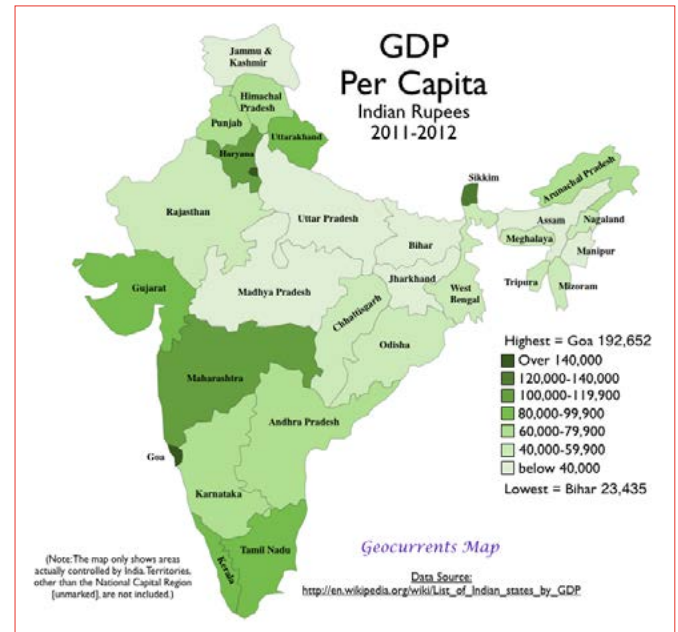 GDP
Per Capita
Indian Rupees
2011-2012
Jammu &
Kashmir
Himachal
Pradesh
Punjab
Uttarakhand
Haryana
Sikkim
Arunachal Pradesh
Rajasthan
Uttar Pradesh
Assam
Nagaland
Bihar
Meghalaya
Manipur
Jharkhand
Gujarat
Madhya Pradesh
West
Bengal
Tripura
Mizoram
Chhattisgarh
Odisha
Maharashtra
Andhra Pradesh
Goa
Karnataka
Tamil Nadu
Kerala
Highest = Goa 192,652
Over 140,000
120,000-140,000
100,000-119,900
80,000-99,900
60,000-79,900
40,000-59,900
below 40,000
Lowest = Bihar 23,435
Geocurrents Map
(Note: The map only shows areas
actually controlled by India. Territories,
other than the National Capital Region
[unmarked], are not included.)
Data Source:
http://en.wikipedia.org/wiki/List_of_Indian_states_by_GDP